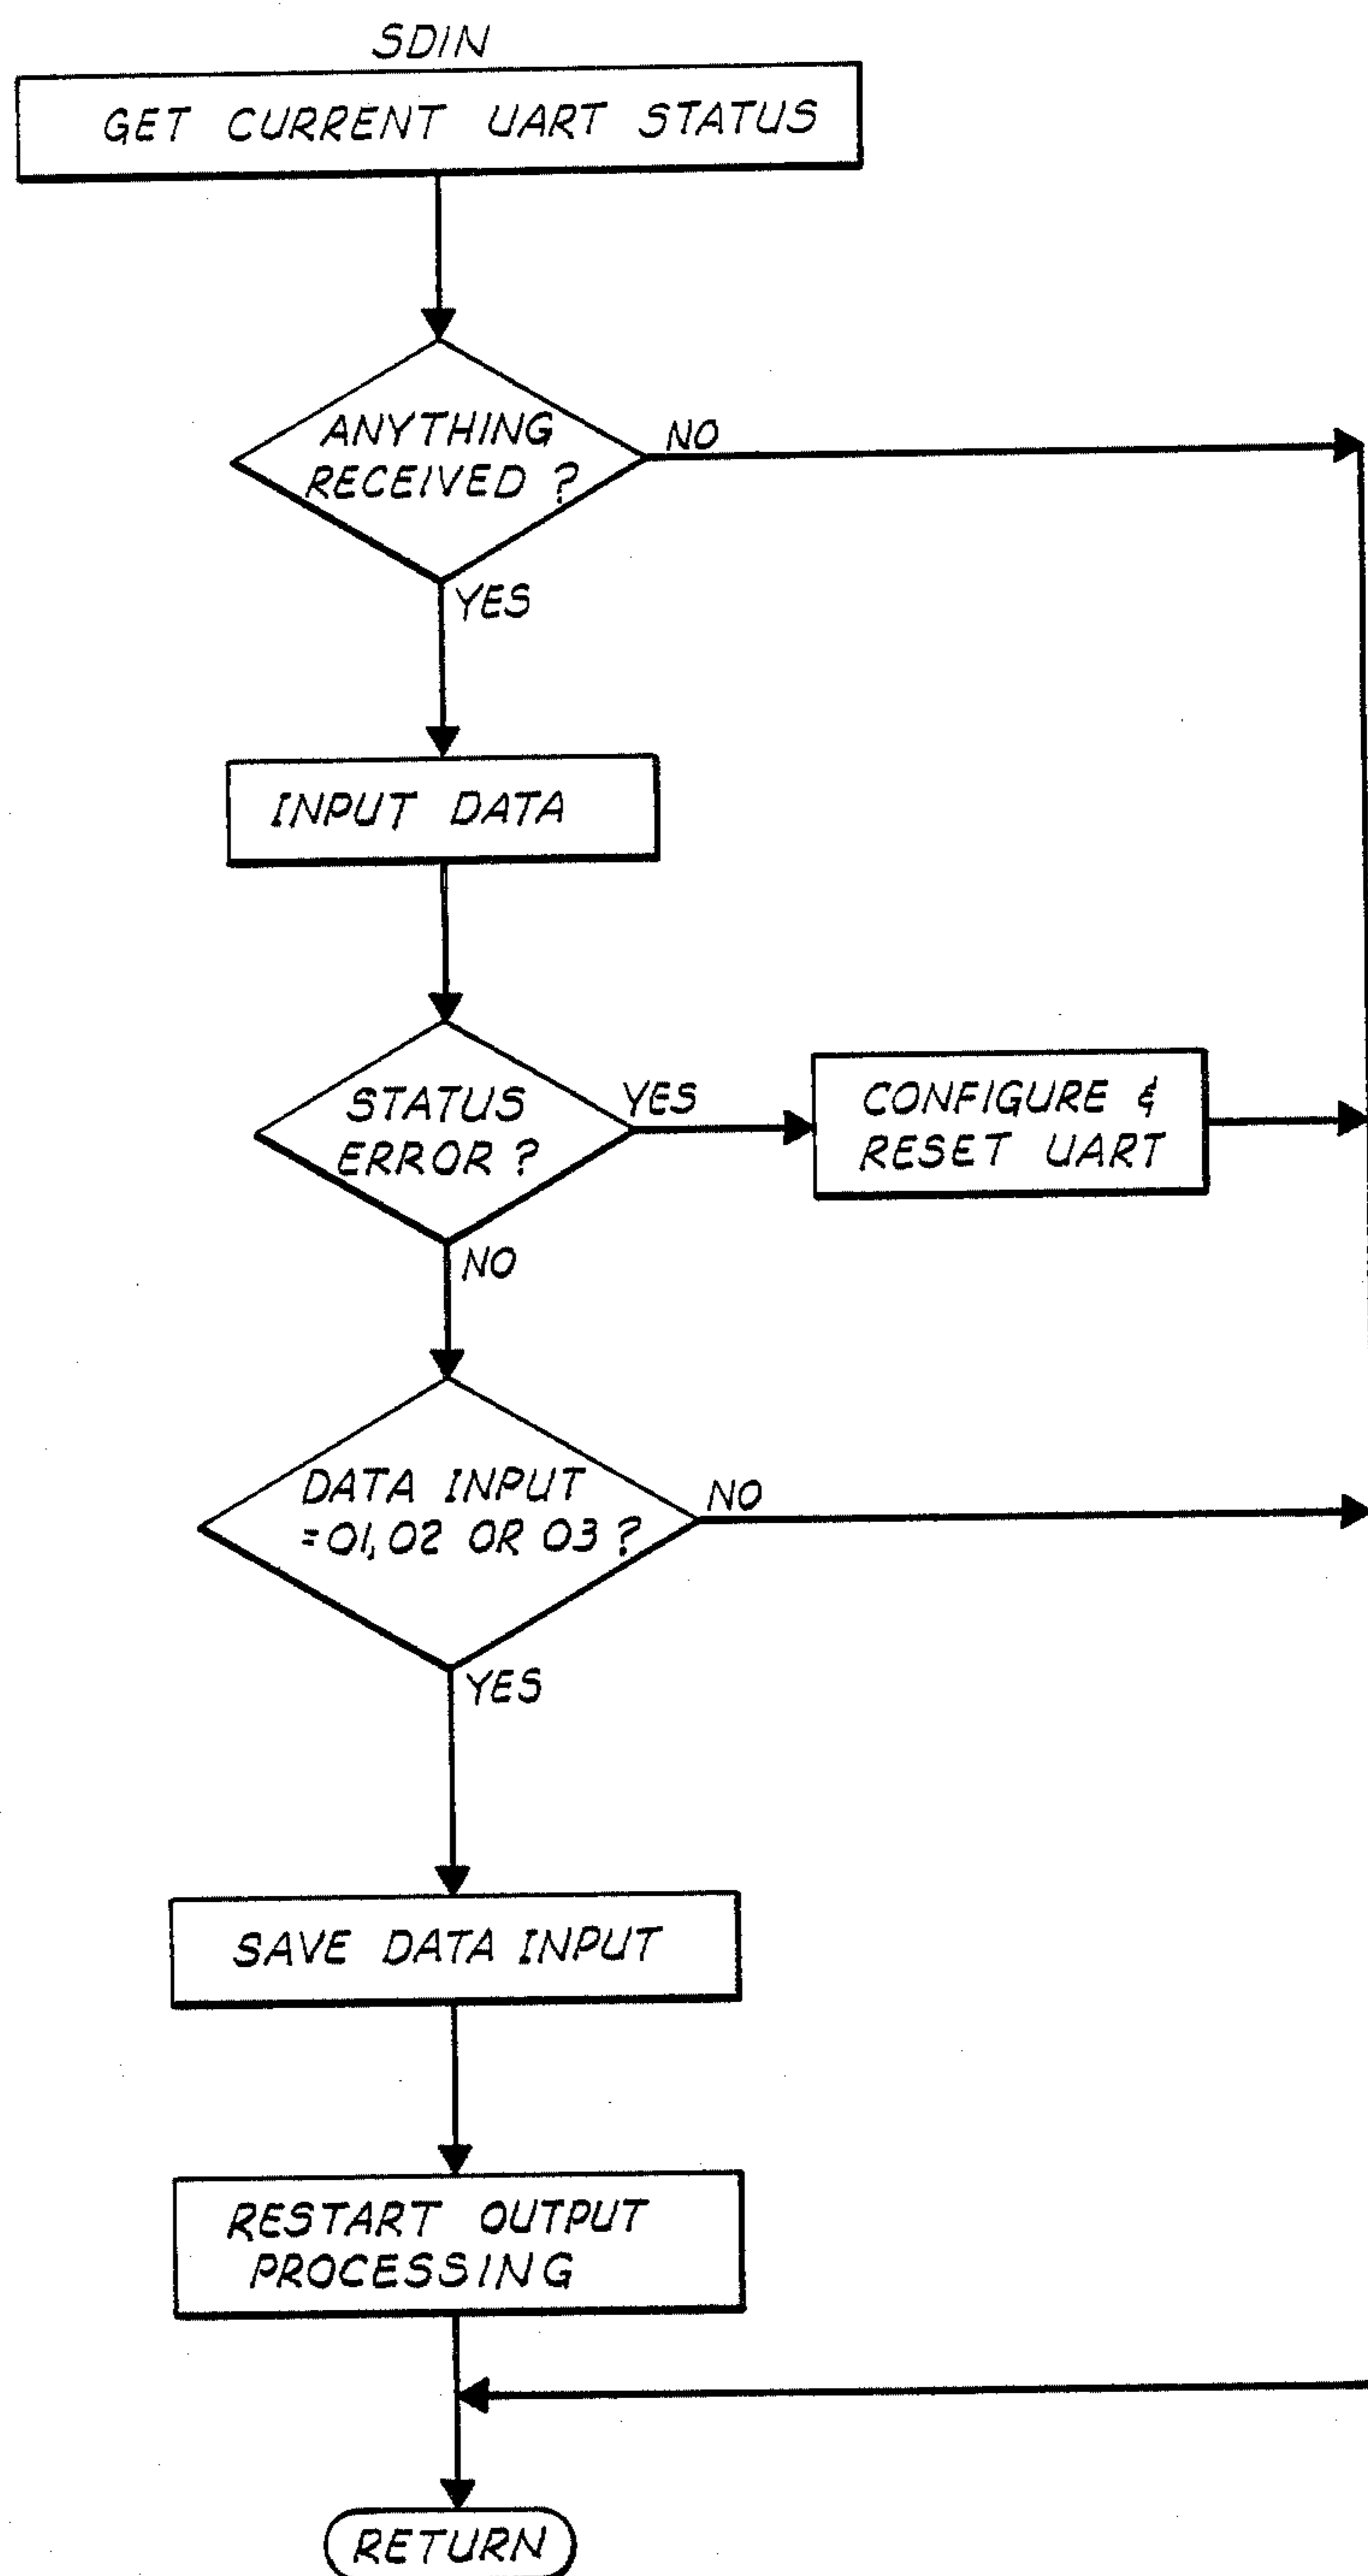 SDIN
GET CURRENT UART STATUS
ANYTHING
RECEIVED ?
NO
YES
INPUT DATA
STATUS
ERROR ?
YES
CONFIGURE &
RESET UART
NO
DATA INPUT
=01,02 OR 03 ?
NO
YES
SAVE DATA INPUT
RESTART OUTPUT
PROCESSING
RETURN